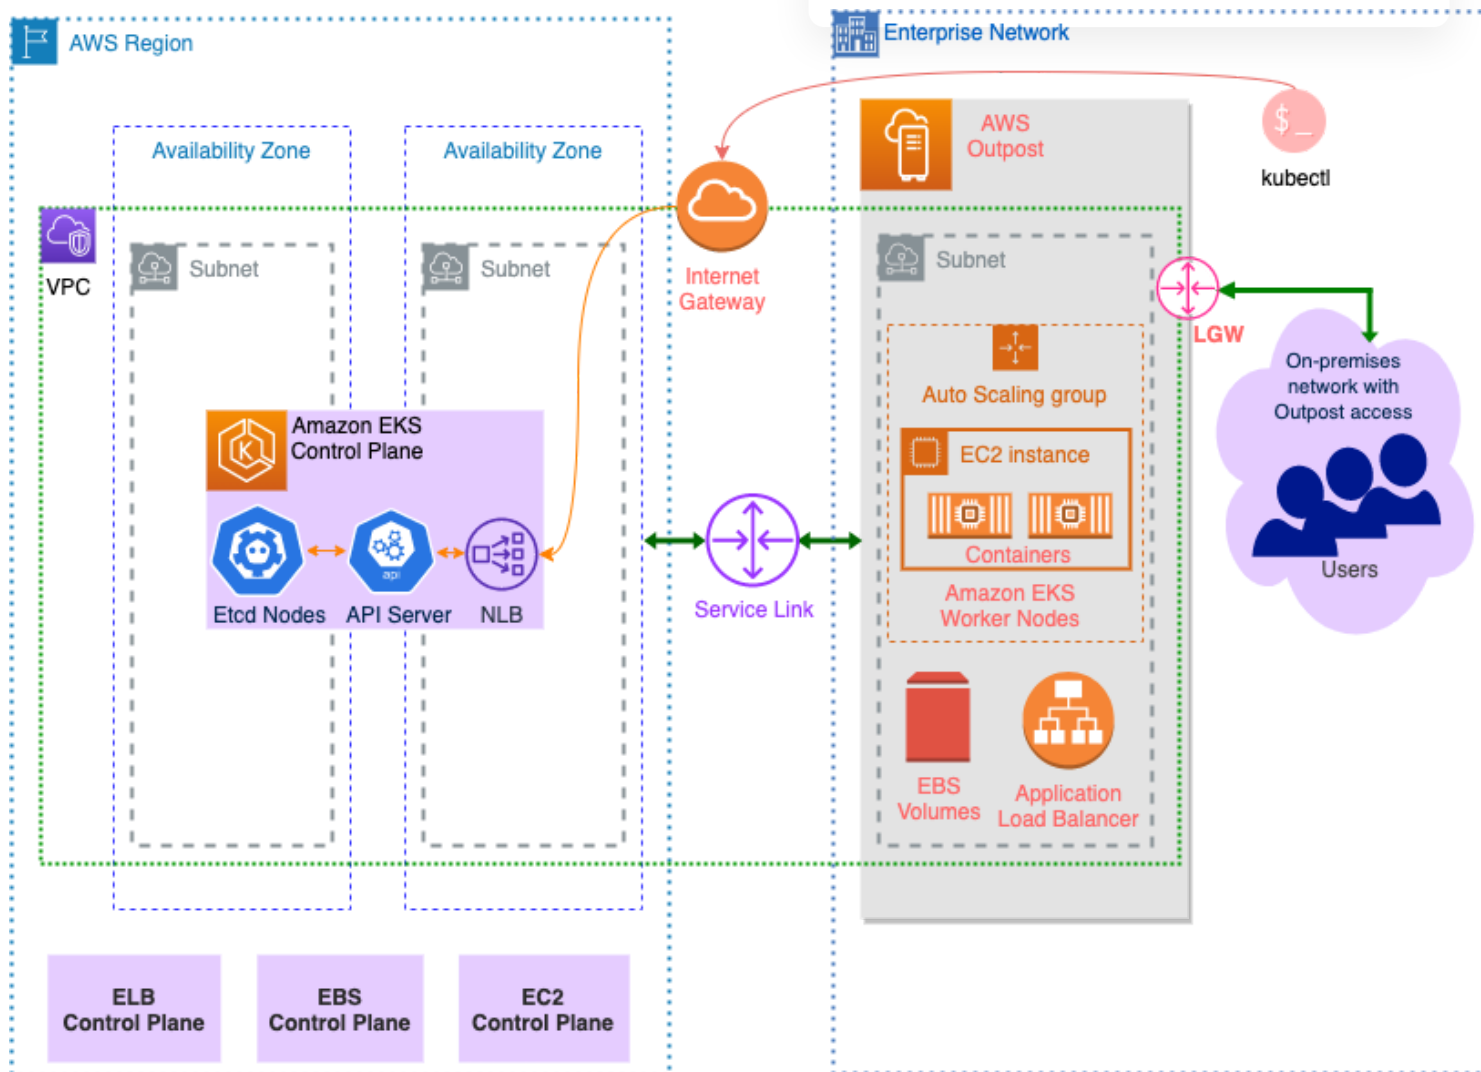 AWS Region
Enterprise Network
Availability Zone
Availability Zone
AWS
Outpost
$_
kubectl
VPC
Subnet
Subnet
Internet
Gateway
Subnet
LGW
Auto Scaling group
On-premises
network with
Outpost access
Users
Amazon EKS
Control Plane
K
EC2 instance
Containers
Amazon EKS
Worker Nodes
api
Etcd Nodes
API Server
NLB
Service Link
EBS
Volumes
Application
Load Balancer
ELB
Control Plane
EBS
Control Plane
EC2
Control Plane